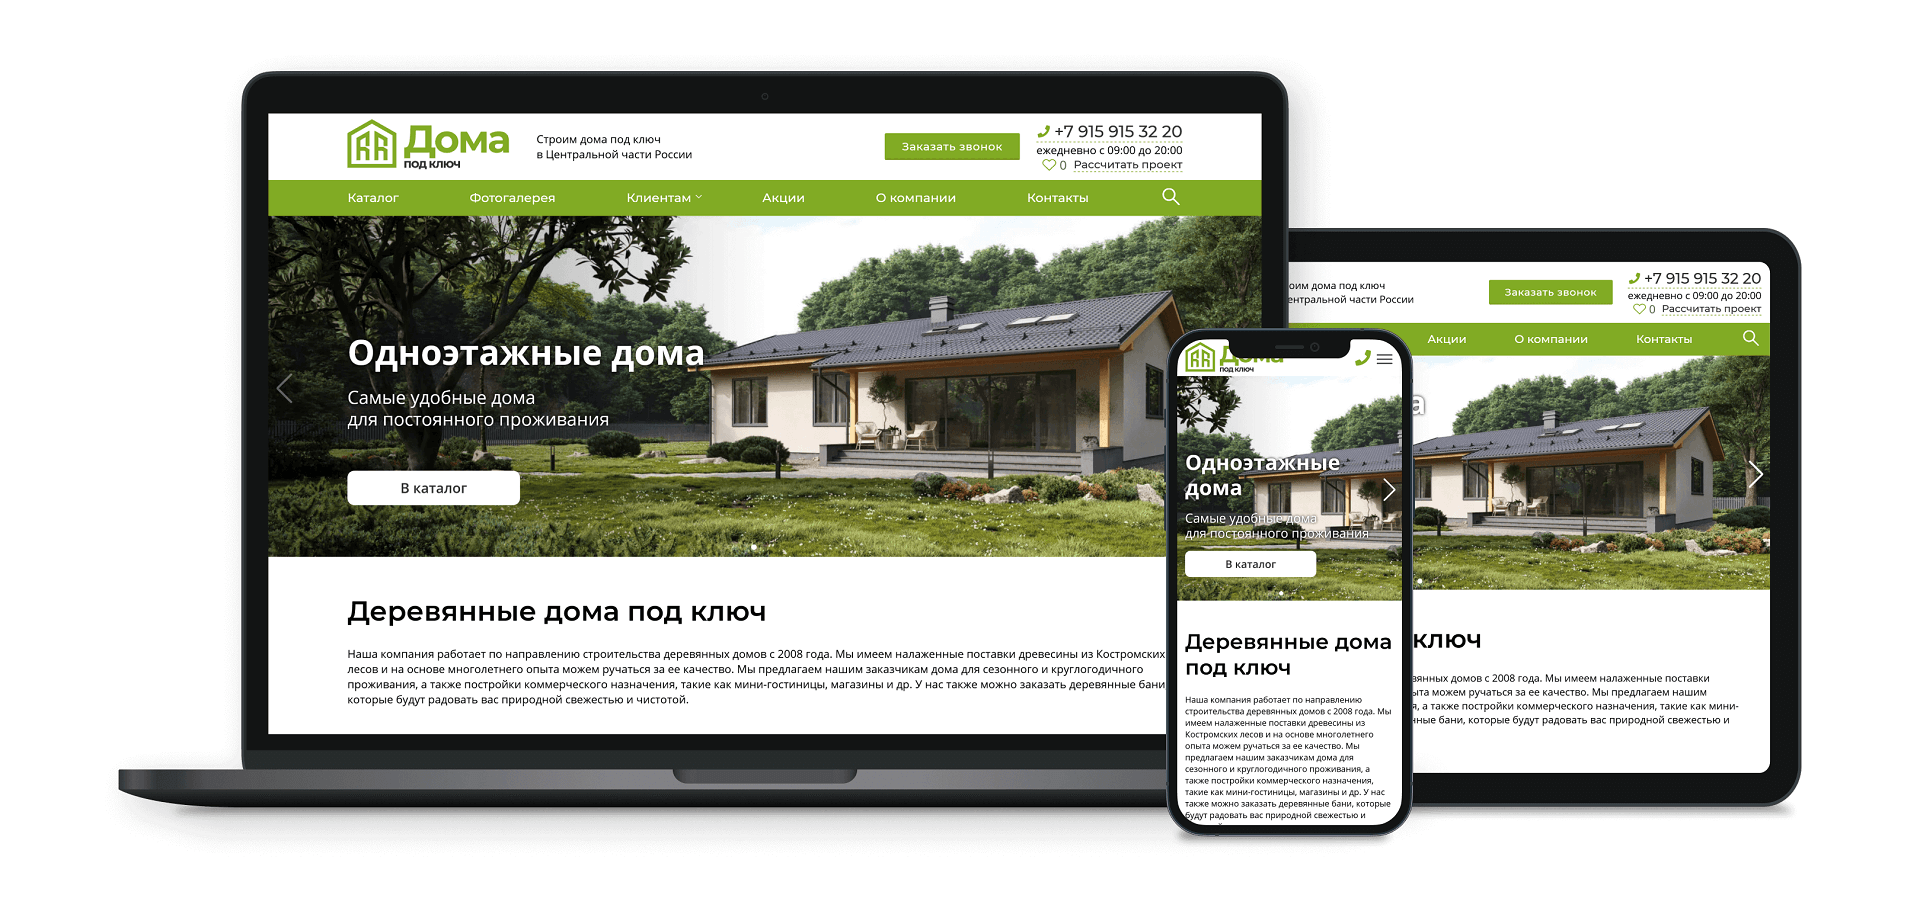 Дома
под ключ
Строим дома под ключ
в Центральной части России
Заказать звонок
+7 915 915 32 20
ежедневно с 09:00 до 20:00
0 Рассчитать проект
Каталог Фотогалерея Клиентам Акции О компании Контакты
Одноэтажные дома
Самые удобные дома
для постоянного проживания
В каталог
Деревянные дома под ключ
Наша компания работает по направлению строительства деревянных домов с 2008 года. Мы имеем налаженные поставки древесины из Костромских
лесов и на основе многолетнего опыта можем ручаться за ее качество. Мы предлагаем нашим заказчикам дома для сезонного и круглогодичного
проживания, а также постройки коммерческого назначения, такие как мини-гостиницы, магазины и др. У нас также можно заказать деревянные бани
которые будут радовать вас природной свежестью и чистотой.
Дома
под ключ
Одноэтажные
дома
Самые удобные дома
для постоянного проживания
В каталог
Деревянные дома
под ключ
Наша компания работает по направлению
строительства деревянных домов с 2008 года. Мы
имеем налаженные поставки древесины из
Костромских лесов и на основе многолетнего
опыта можем ручаться за ее качество. Мы
предлагаем нашим заказчикам дома для
сезонного и круглогодичного проживания, а
также постройки коммерческого назначения,
такие как мини-гостиницы, магазины и др. У нас
также можно заказать деревянные бани, которые
будут радовать вас природной свежестью и
оим дома под ключ
ентральной части России
Заказать звонок
+7 915 915 32 20
ежедневно с 09:00 до 20:00
0 Рассчитать проект
Акции О компании Контакты
а
ключ
вянных домов с 2008 года. Мы имеем налаженные поставки
ыта можем ручаться за ее качество. Мы предлагаем нашим
я, а также постройки коммерческого назначения, такие как мини-
нные бани, которые будут радовать вас природной свежестью и